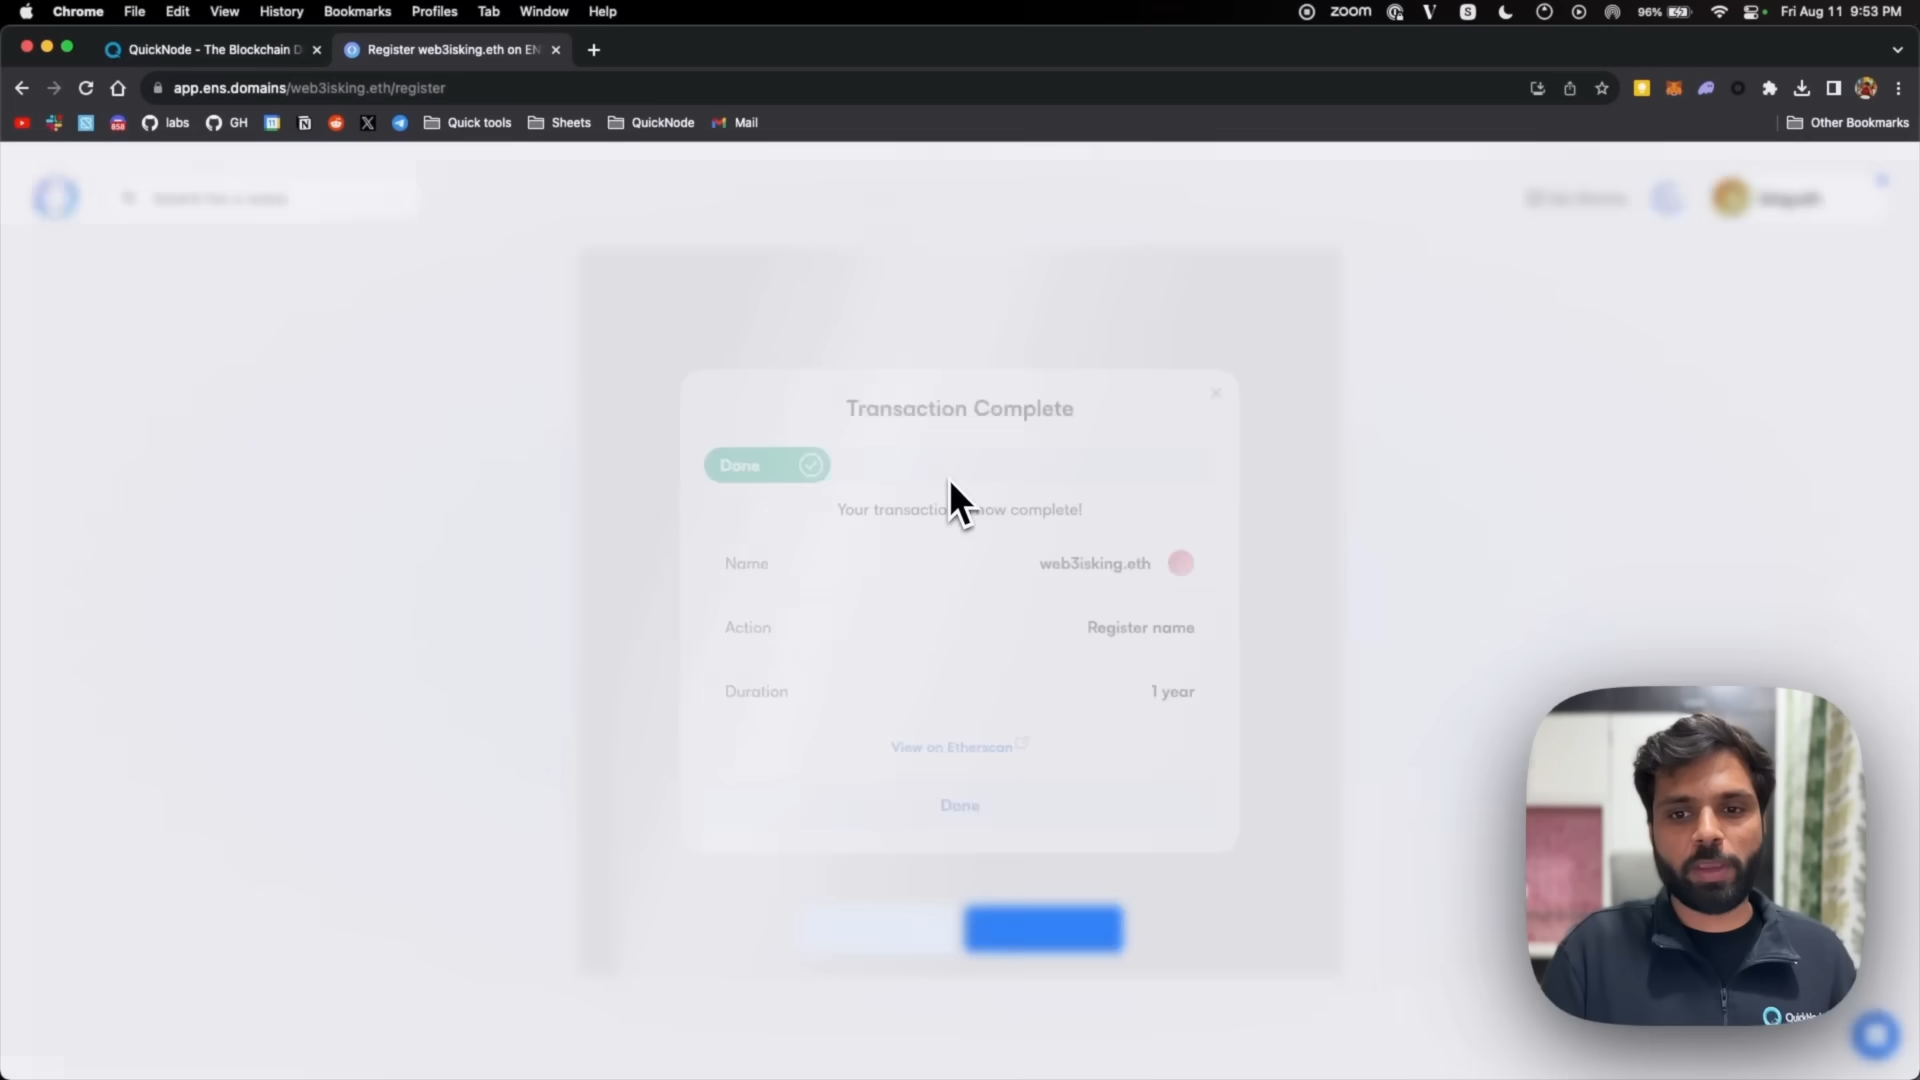 Chrome File Edit View History Bookmarks Profiles Tab Window Help
zoom
96%
Fri Aug 11 9:53 PM
QuickNode - The Blockchain D
Register web3isking.eth on EN
app.ens.domains/web3isking.eth/register
labs
GH
Quick tools
Sheets
QuickNode
Mail
Other Bookmarks
Transaction Complete
Done
Your transactio now complete!
Name web3isking.eth
Action Register name
Duration 1 year
View on Etherscan
Done